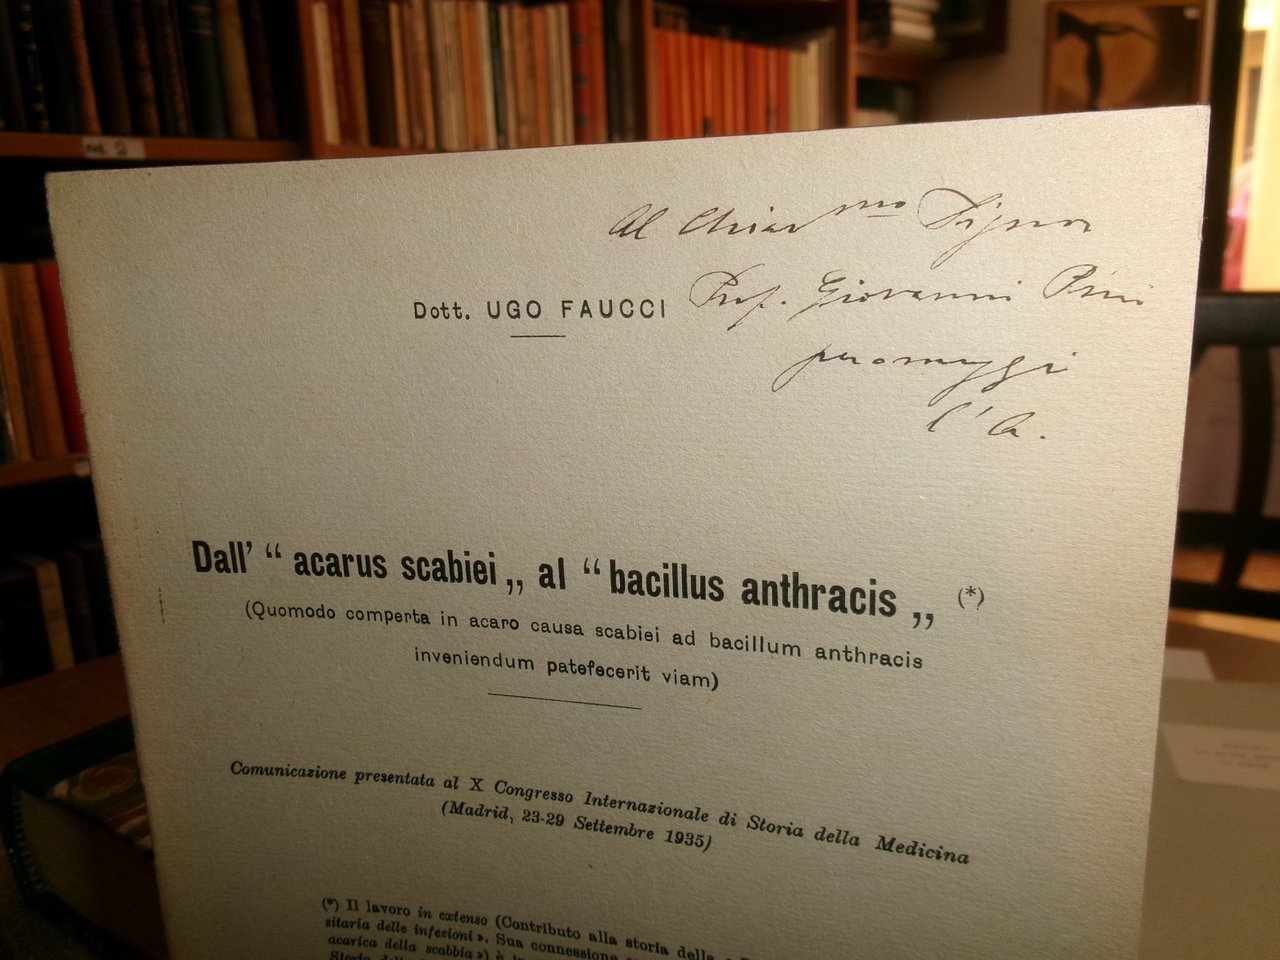 Al Chiar.mo Signor
Dott. UGO FAUCCI
Prof. Giovanni Pini
per omaggio
l'A.
Dall' “ acarus scabiei „ al “ bacillus anthracis „ (*)
(Quomodo comperta in acaro causa scabiei ad bacillum anthracis
inveniendum patefecerit viam)
Comunicazione presentata al X Congresso Internazionale di Storia della Medicina
(Madrid, 23-29 Settembre 1935)
(*) Il lavoro in extenso (Contributo alla storia della
sitaria delle infezioni ». Sua connessione
acarica della scabbia ») è